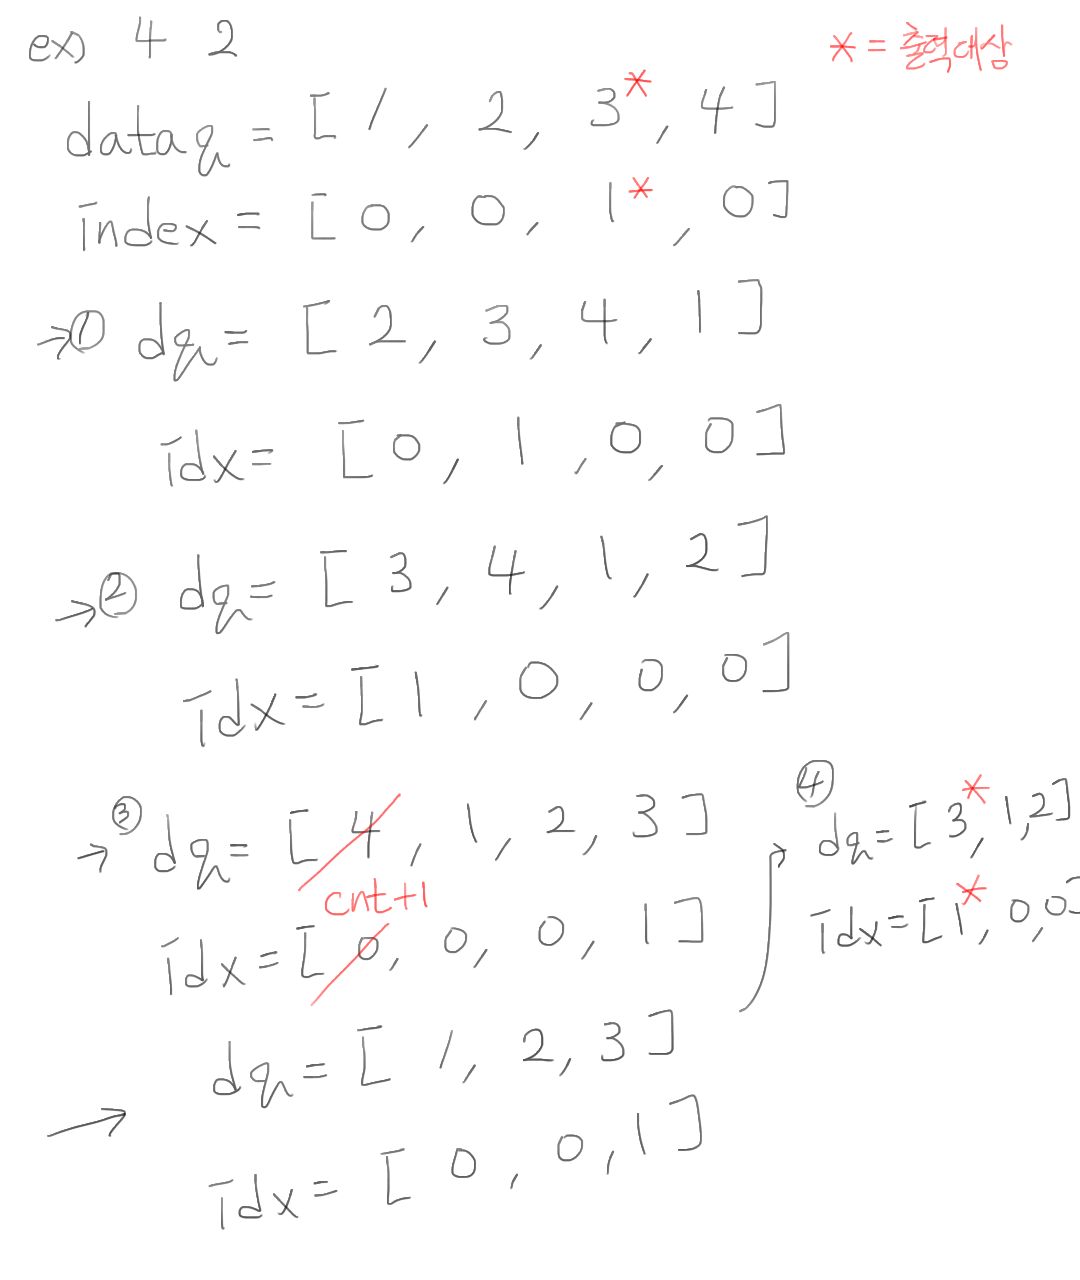 ex) 4 2
* = 출력대상
dataq = [1, 2, 3*, 4]
index = [0, 0, 1*, 0]
→① dq = [2, 3, 4, 1]
idx = [0, 1, 0, 0]
→② dq = [3, 4, 1, 2]
idx = [1, 0, 0, 0]
→③ dq = [4, 1, 2, 3]
cnt+1
idx = [0, 0, 0, 1]
→ dq = [1, 2, 3]
idx = [0, 0, 1]
→④ dq = [3*, 1, 2]
idx = [1*, 0, 0]